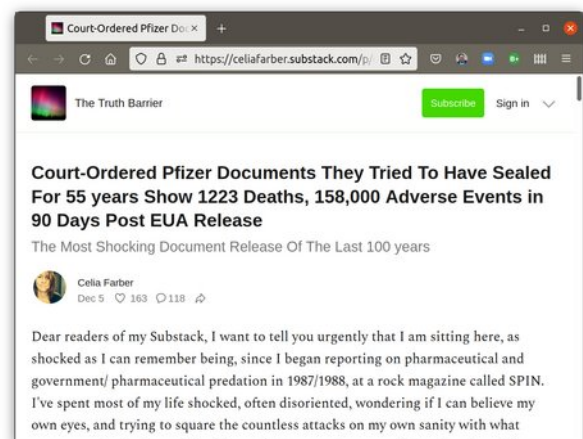 Court-Ordered Pfizer Do
https://celiafarber.substack.com/p/
The Truth Barrier
Subscribe
Sign in
Court-Ordered Pfizer Documents They Tried To Have Sealed
For 55 years Show 1223 Deaths, 158,000 Adverse Events in
90 Days Post EUA Release
The Most Shocking Document Release Of The Last 100 years
Celia Farber
Dec 5 163 118
Dear readers of my Substack, I want to tell you urgently that I am sitting here, as
shocked as I can remember being, since I began reporting on pharmaceutical and
government/ pharmaceutical predation in 1987/1988, at a rock magazine called SPIN.
I've spent most of my life shocked, often disoriented, wondering if I can believe my
own eyes, and trying to square the countless attacks on my own sanity with what